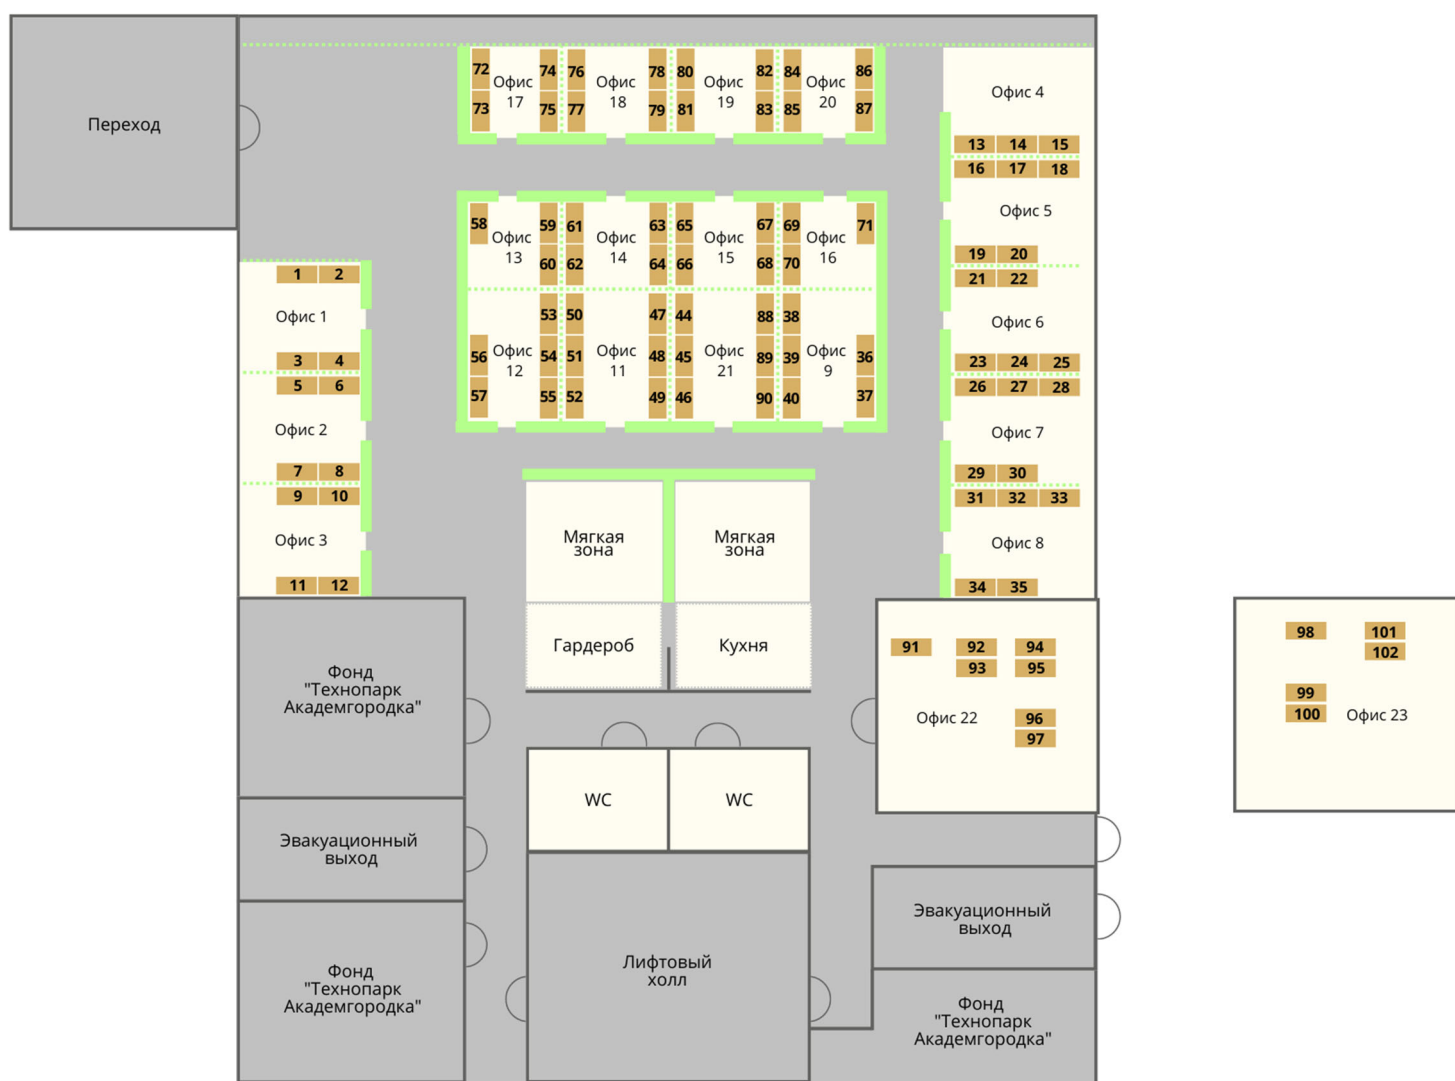 Переход
72
73
Офис
17
74
75
76
77
Офис
18
78
79
80
81
Офис
19
82
83
84
85
Офис
20
86
87
Офис 4
13 14 15
16 17 18
Офис 5
19 20
21 22
Офис 6
23 24 25
26 27 28
Офис 7
29 30
31 32 33
Офис 8
34 35
58
Офис
13
59
60
61
62
Офис
14
63
64
65
66
Офис
15
67
68
69
70
Офис
16
71
56
57
Офис
12
53
54
55
50
51
52
Офис
11
47
48
49
44
45
46
Офис
21
88
89
90
38
39
40
Офис
9
36
37
1 2
Офис 1
3 4
5 6
Офис 2
7 8
9 10
Офис 3
11 12
Мягкая
зона
Мягкая
зона
Гардероб
Кухня
Фонд
"Технопарк
Академгородка"
91 92 94
93 95
Офис 22
96
97
98 101
102
99
100
Офис 23
WC
WC
Эвакуационный
выход
Фонд
"Технопарк
Академгородка"
Лифтовый
холл
Эвакуационный
выход
Фонд
"Технопарк
Академгородка"